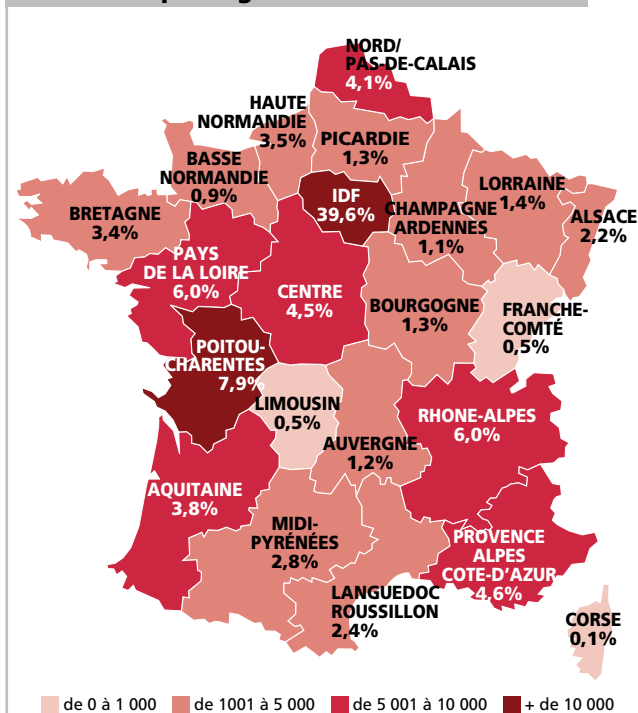 NORD/
PAS-DE-CALAIS
4,1%
HAUTE
NORMANDIE
3,5%
PICARDIE
1,3%
BASSE
NORMANDIE
0,9%
IDF
39,6%
CHAMPAGNE
ARDENNES
1,1%
LORRAINE
1,4%
ALSACE
2,2%
BRETAGNE
3,4%
PAYS
DE LA LOIRE
6,0%
CENTRE
4,5%
BOURGOGNE
1,3%
FRANCHE-
COMTÉ
0,5%
POITOU-
CHARENTES
7,9%
LIMOUSIN
0,5%
AUVERGNE
1,2%
RHONE-ALPES
6,0%
AQUITAINE
3,8%
MIDI-
PYRÉNÉES
2,8%
PROVENCE
ALPES
COTE-D'AZUR
4,6%
LANGUEDOC
ROUSSILLON
2,4%
CORSE
0,1%
de 0 à 1 000 de 1001 à 5 000 de 5 001 à 10 000 + de 10 000